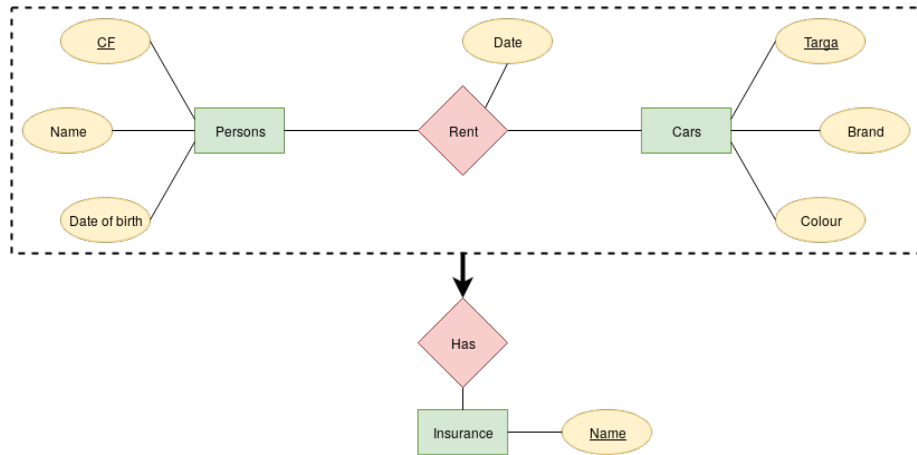 CF
Date
Targa
Name
Persons
Rent
Cars
Brand
Date of birth
Colour
Has
Insurance
Name